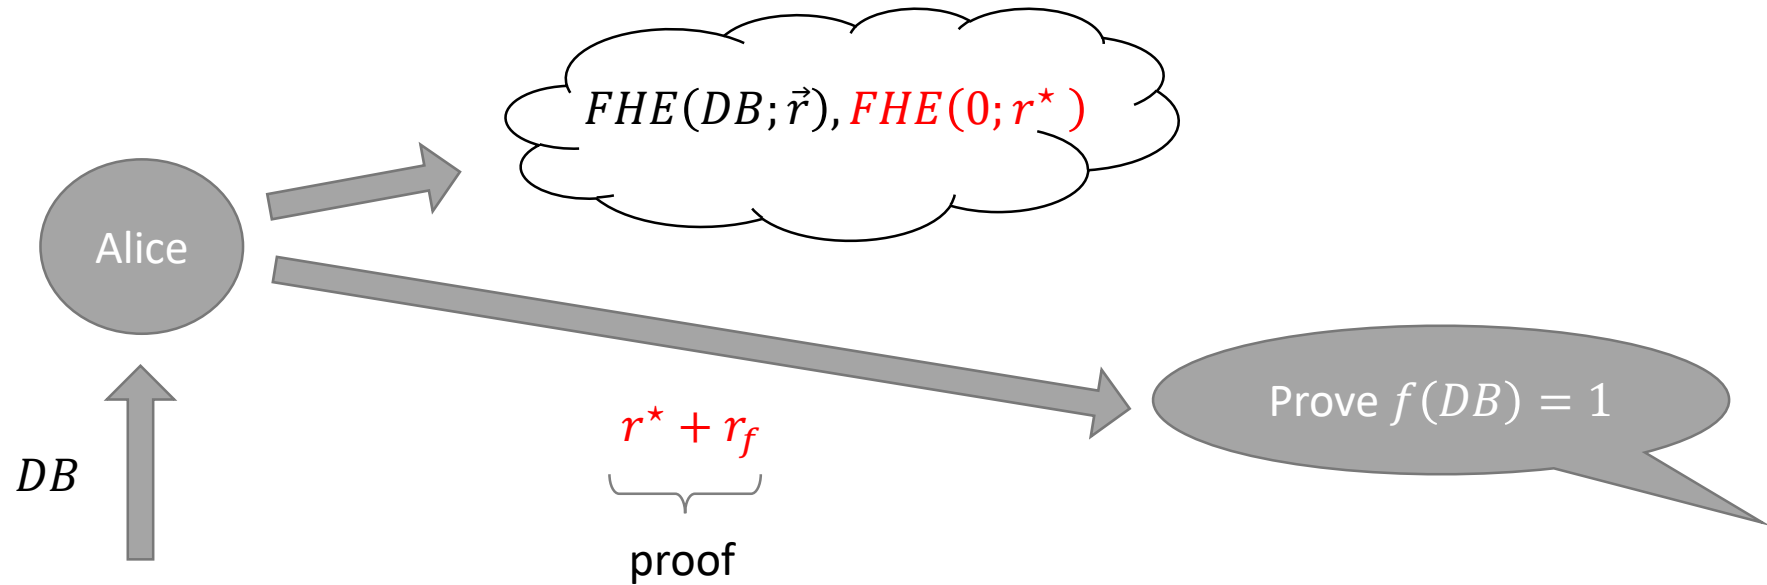 FHE(DB; r⃗), FHE(0; r⋆)
Alice
Prove f(DB) = 1
r⋆ + r_f
DB
proof